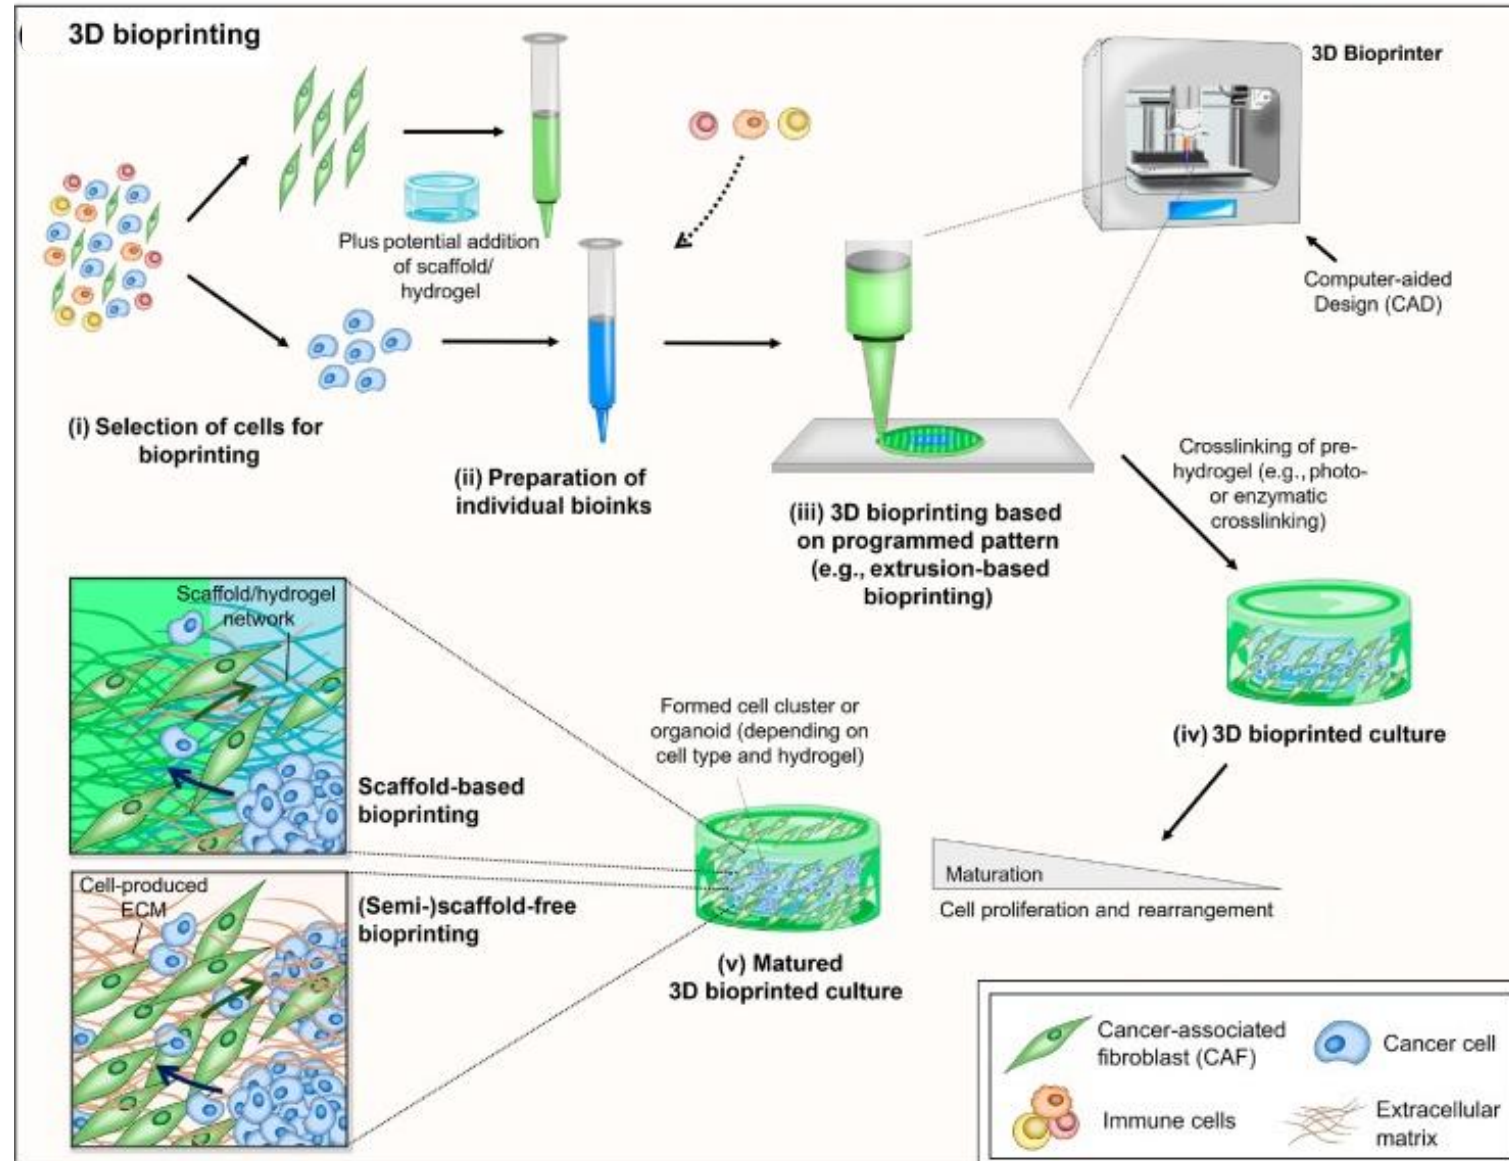 3D bioprinting
3D Bioprinter
Computer-aided
Design (CAD)
Plus potential addition
of scaffold/
hydrogel
(i) Selection of cells for
bioprinting
(ii) Preparation of
individual bioinks
(iii) 3D bioprinting based
on programmed pattern
(e.g., extrusion-based
bioprinting)
Crosslinking of pre-
hydrogel (e.g., photo-
or enzymatic
crosslinking)
(iv) 3D bioprinted culture
Maturation
Cell proliferation and rearrangement
Formed cell cluster or
organoid (depending on
cell type and hydrogel)
(v) Matured
3D bioprinted culture
Scaffold/hydrogel
network
Scaffold-based
bioprinting
Cell-produced
ECM
(Semi-)scaffold-free
bioprinting
Cancer-associated
fibroblast (CAF)
Cancer cell
Immune cells
Extracellular
matrix